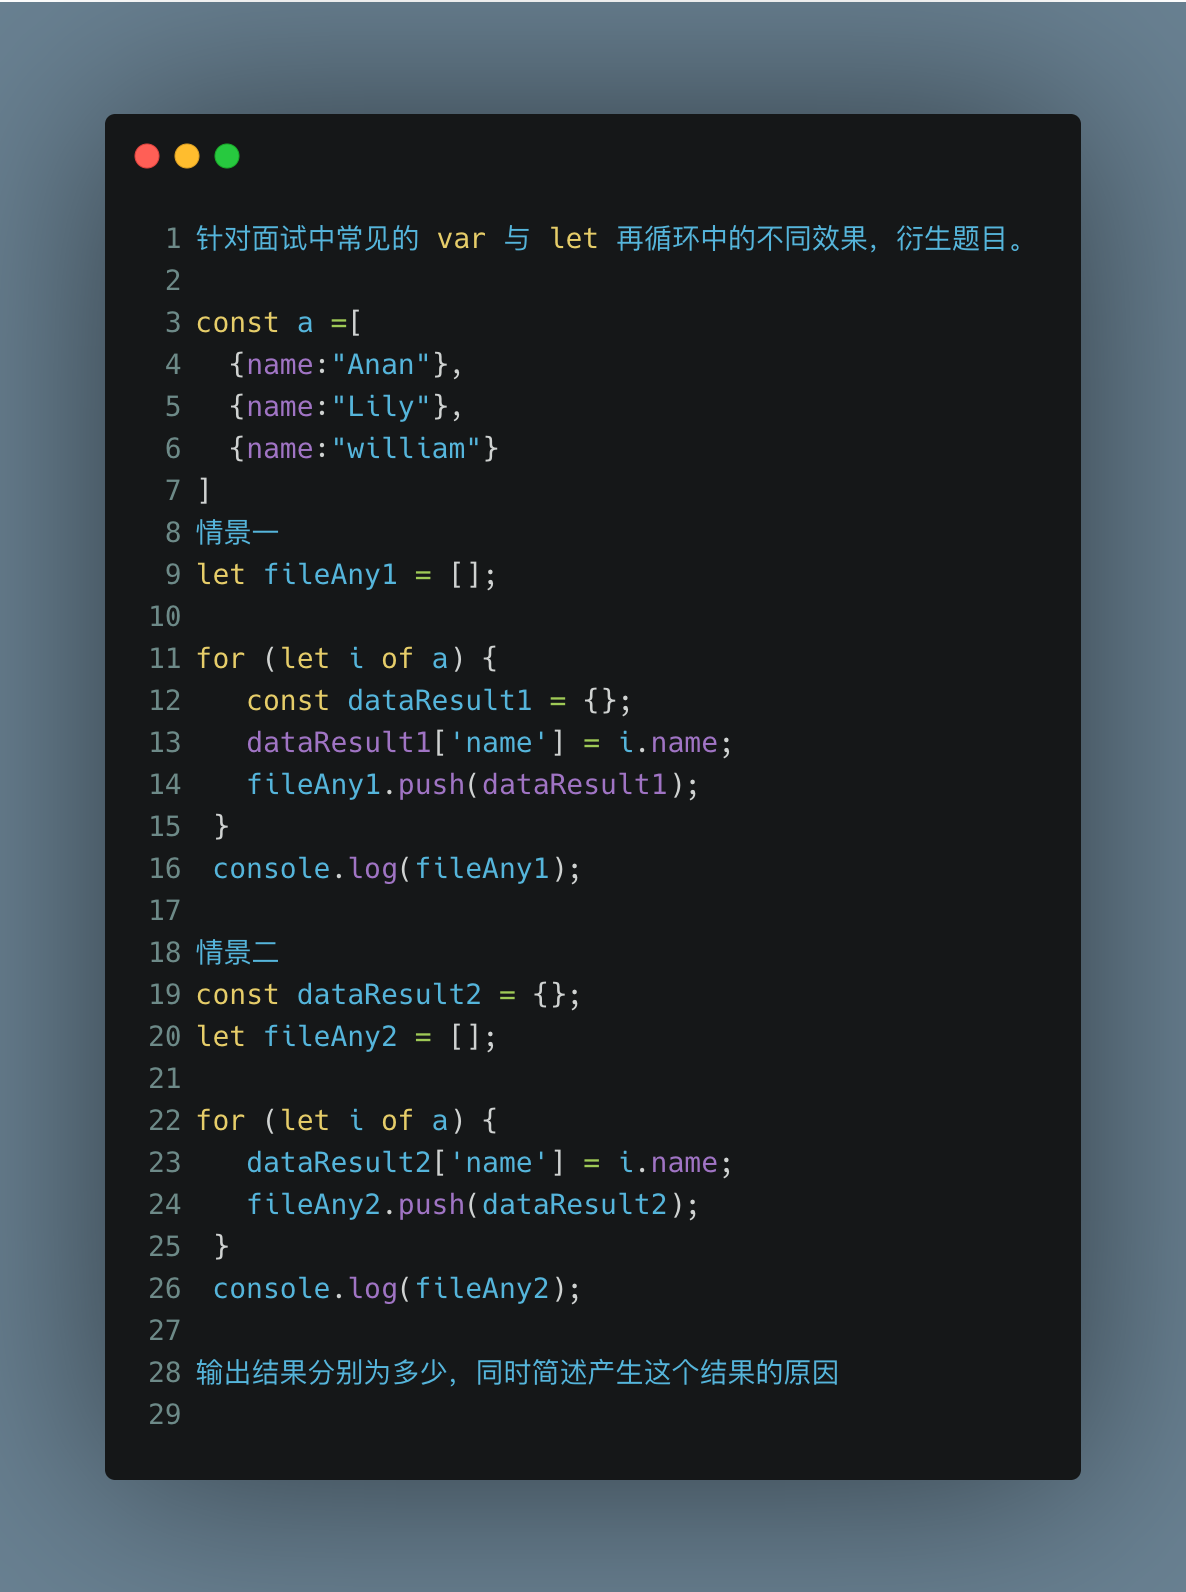 1 针对面试中常见的 var 与 let 再循环中的不同效果，衍生题目。
2
3 const a =[
4   {name:"Anan"},
5   {name:"Lily"},
6   {name:"william"}
7 ]
8 情景一
9 let fileAny1 = [];
10
11 for (let i of a) {
12    const dataResult1 = {};
13    dataResult1['name'] = i.name;
14    fileAny1.push(dataResult1);
15  }
16  console.log(fileAny1);
17
18 情景二
19 const dataResult2 = {};
20 let fileAny2 = [];
21
22 for (let i of a) {
23    dataResult2['name'] = i.name;
24    fileAny2.push(dataResult2);
25  }
26  console.log(fileAny2);
27
28 输出结果分别为多少，同时简述产生这个结果的原因
29